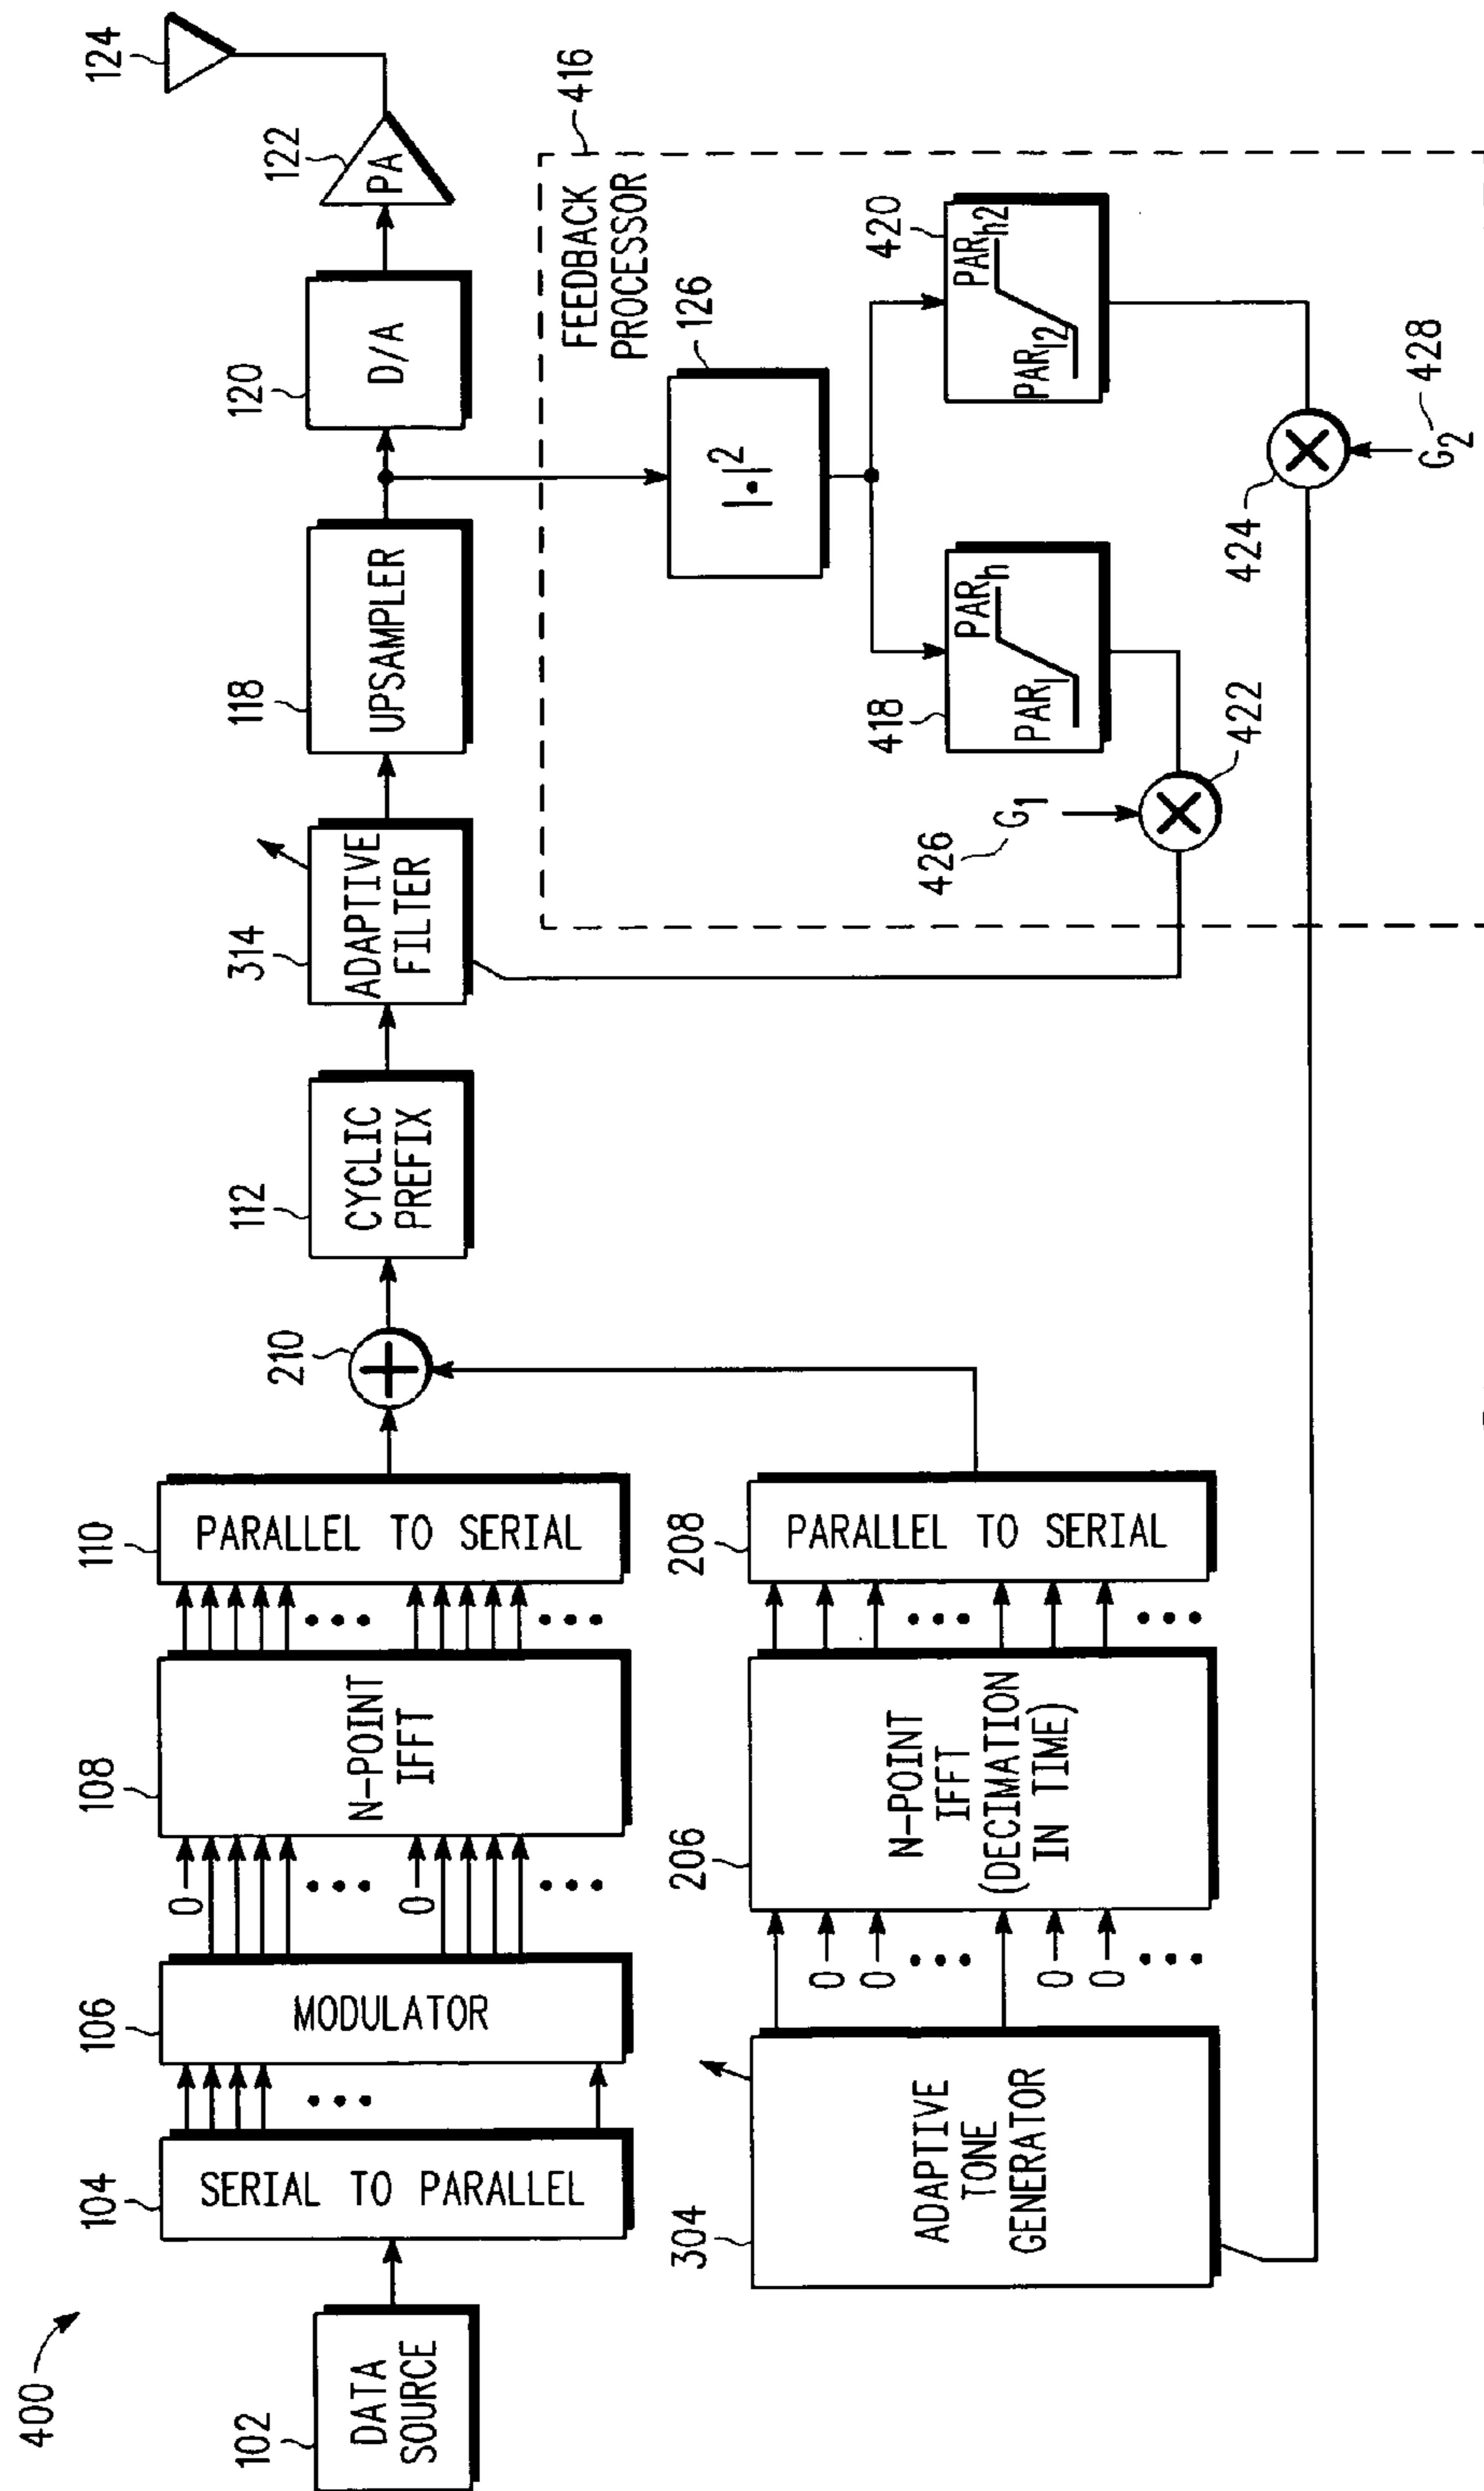 400
102
DATA
SOURCE
104
SERIAL TO PARALLEL
106
MODULATOR
0
0
108
N-POINT
IFFT
110
PARALLEL TO SERIAL
210
112
CYCLIC
PREFIX
314
ADAPTIVE
FILTER
118
UPSAMPLER
120
D/A
122
PA
124
304
ADAPTIVE
TONE
GENERATOR
0
0
0
0
206
N-POINT
IFFT
(DECIMATION
IN TIME)
208
PARALLEL TO SERIAL
416
FEEDBACK
PROCESSOR
126
|•|²
418
PARₗ
PARₕ
420
PARₗ₂
PARₕ₂
426
G₁
422
424
G₂
428